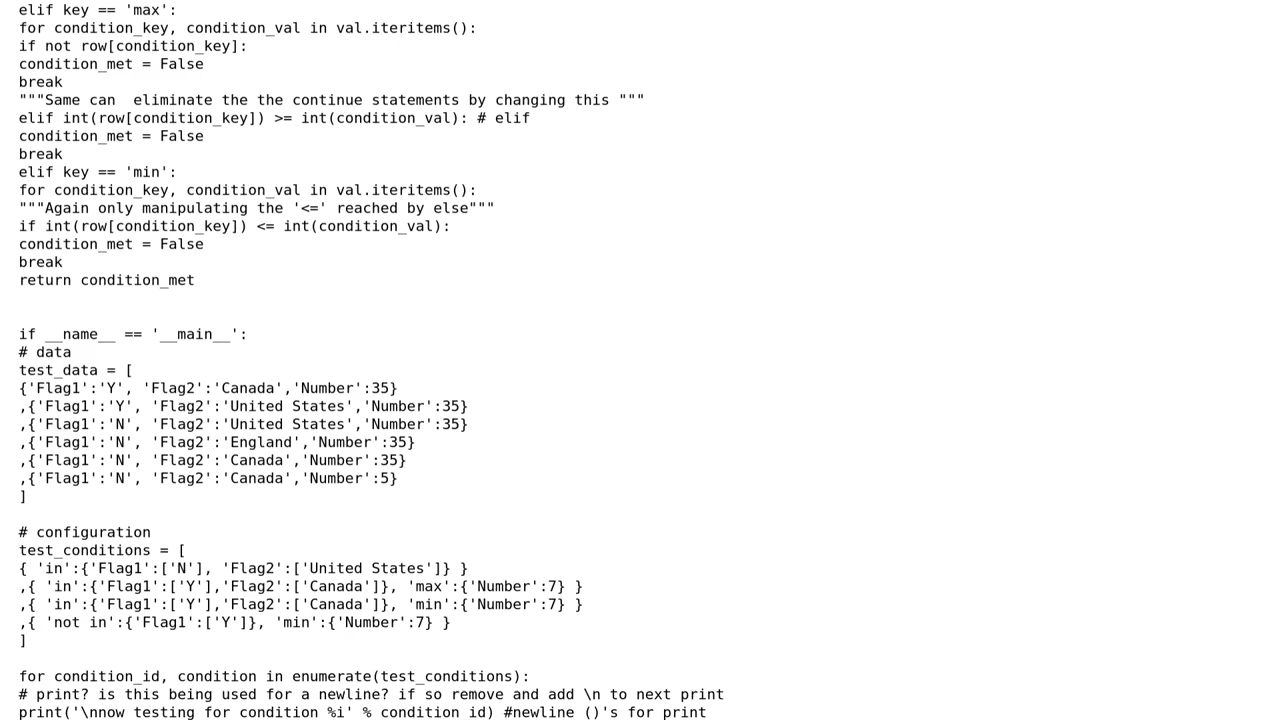 elif key == 'max':
for condition_key, condition_val in val.iteritems():
if not row[condition_key]:
condition_met = False
break
"""Same can  eliminate the the continue statements by changing this """
elif int(row[condition_key]) >= int(condition_val): # elif
condition_met = False
break
elif key == 'min':
for condition_key, condition_val in val.iteritems():
"""Again only manipulating the '<=' reached by else"""
if int(row[condition_key]) <= int(condition_val):
condition_met = False
break
return condition_met
if __name__ == '__main__':
# data
test_data = [
{'Flag1':'Y', 'Flag2':'Canada','Number':35}
,{'Flag1':'Y', 'Flag2':'United States','Number':35}
,{'Flag1':'N', 'Flag2':'United States','Number':35}
,{'Flag1':'N', 'Flag2':'England','Number':35}
,{'Flag1':'N', 'Flag2':'Canada','Number':35}
,{'Flag1':'N', 'Flag2':'Canada','Number':5}
]
# configuration
test_conditions = [
{ 'in':{'Flag1':['N'], 'Flag2':['United States']} }
,{ 'in':{'Flag1':['Y'],'Flag2':['Canada']}, 'max':{'Number':7} }
,{ 'in':{'Flag1':['Y'],'Flag2':['Canada']}, 'min':{'Number':7} }
,{ 'not in':{'Flag1':['Y']}, 'min':{'Number':7} }
]
for condition_id, condition in enumerate(test_conditions):
# print? is this being used for a newline? if so remove and add \n to next print
print('\nnow testing for condition %i' % condition_id) #newline ()'s for print